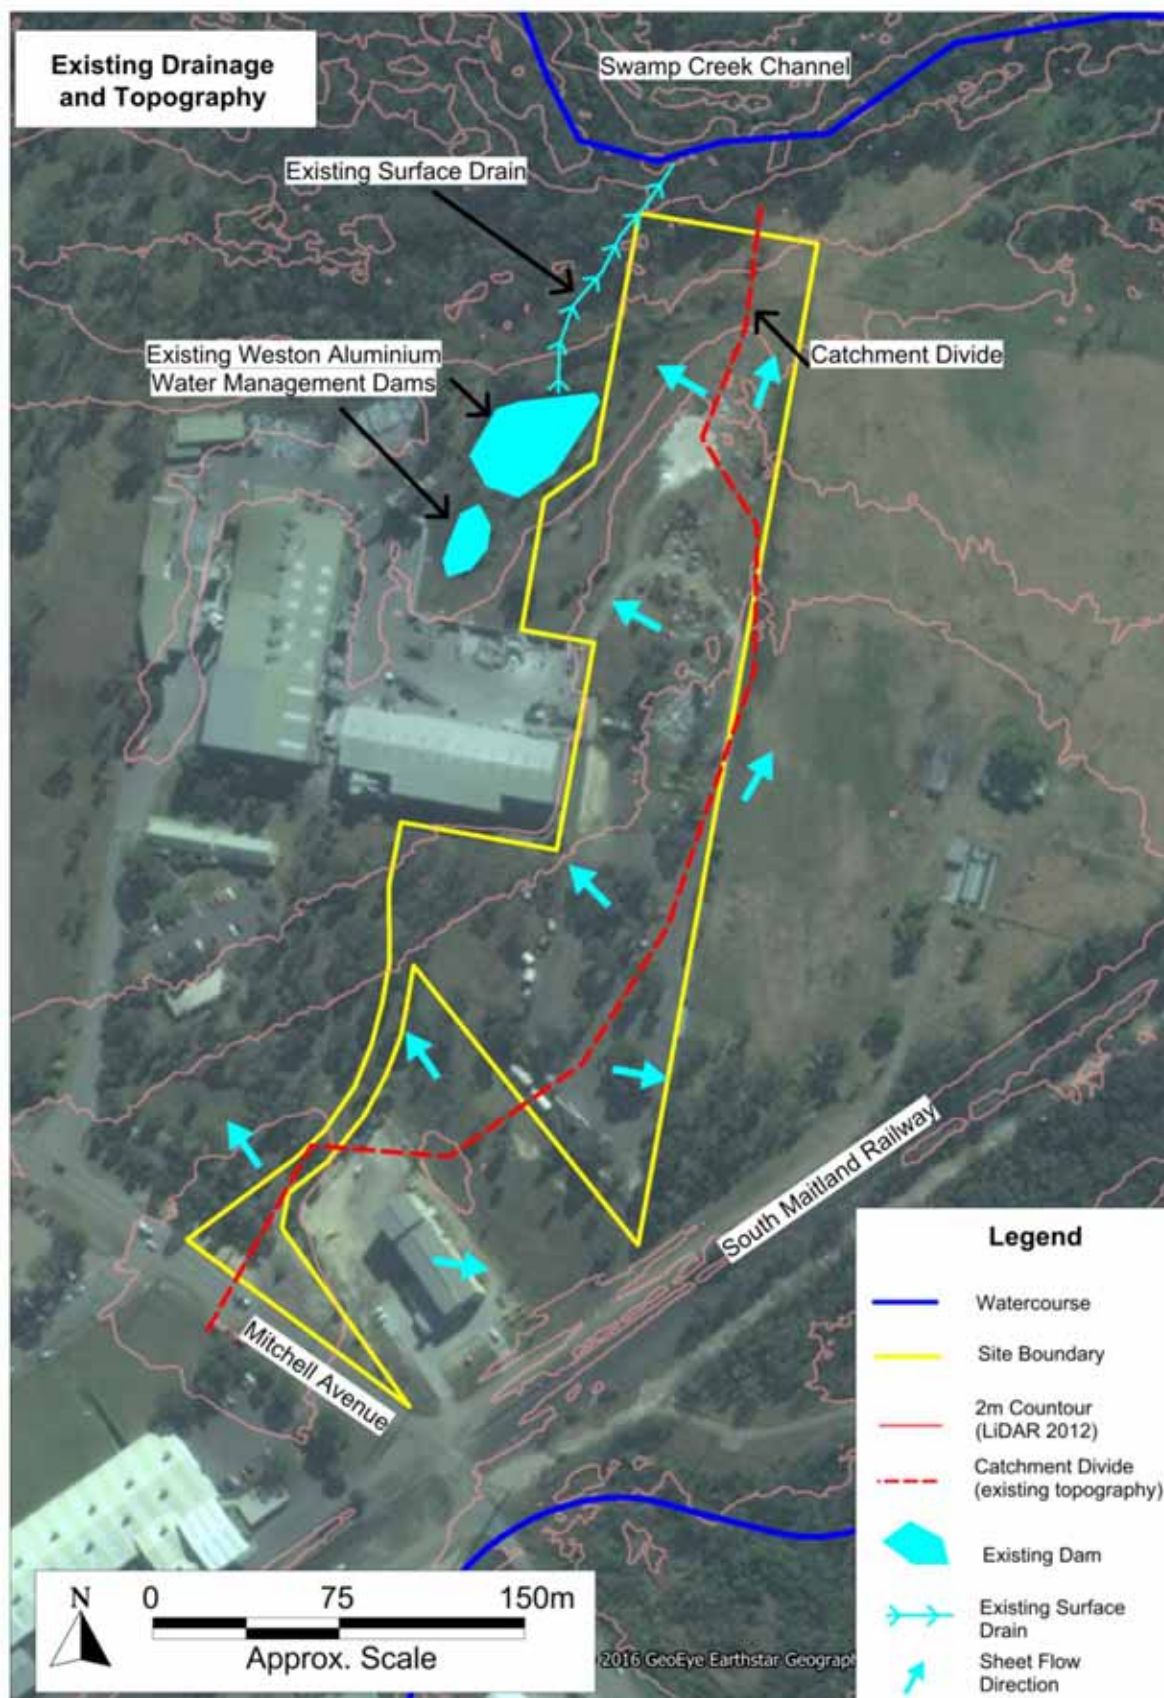 Existing Drainage
and Topography
Swamp Creek Channel
Existing Surface Drain
Existing Weston Aluminium
Water Management Dams
Catchment Divide
South Maitland Railway
Mitchell Avenue
Legend
Watercourse
Site Boundary
2m Countour
(LiDAR 2012)
Catchment Divide
(existing topography)
Existing Dam
Existing Surface
Drain
Sheet Flow
Direction
N
0 75 150m
Approx. Scale
2016 GeoEye Earthstar Geograph